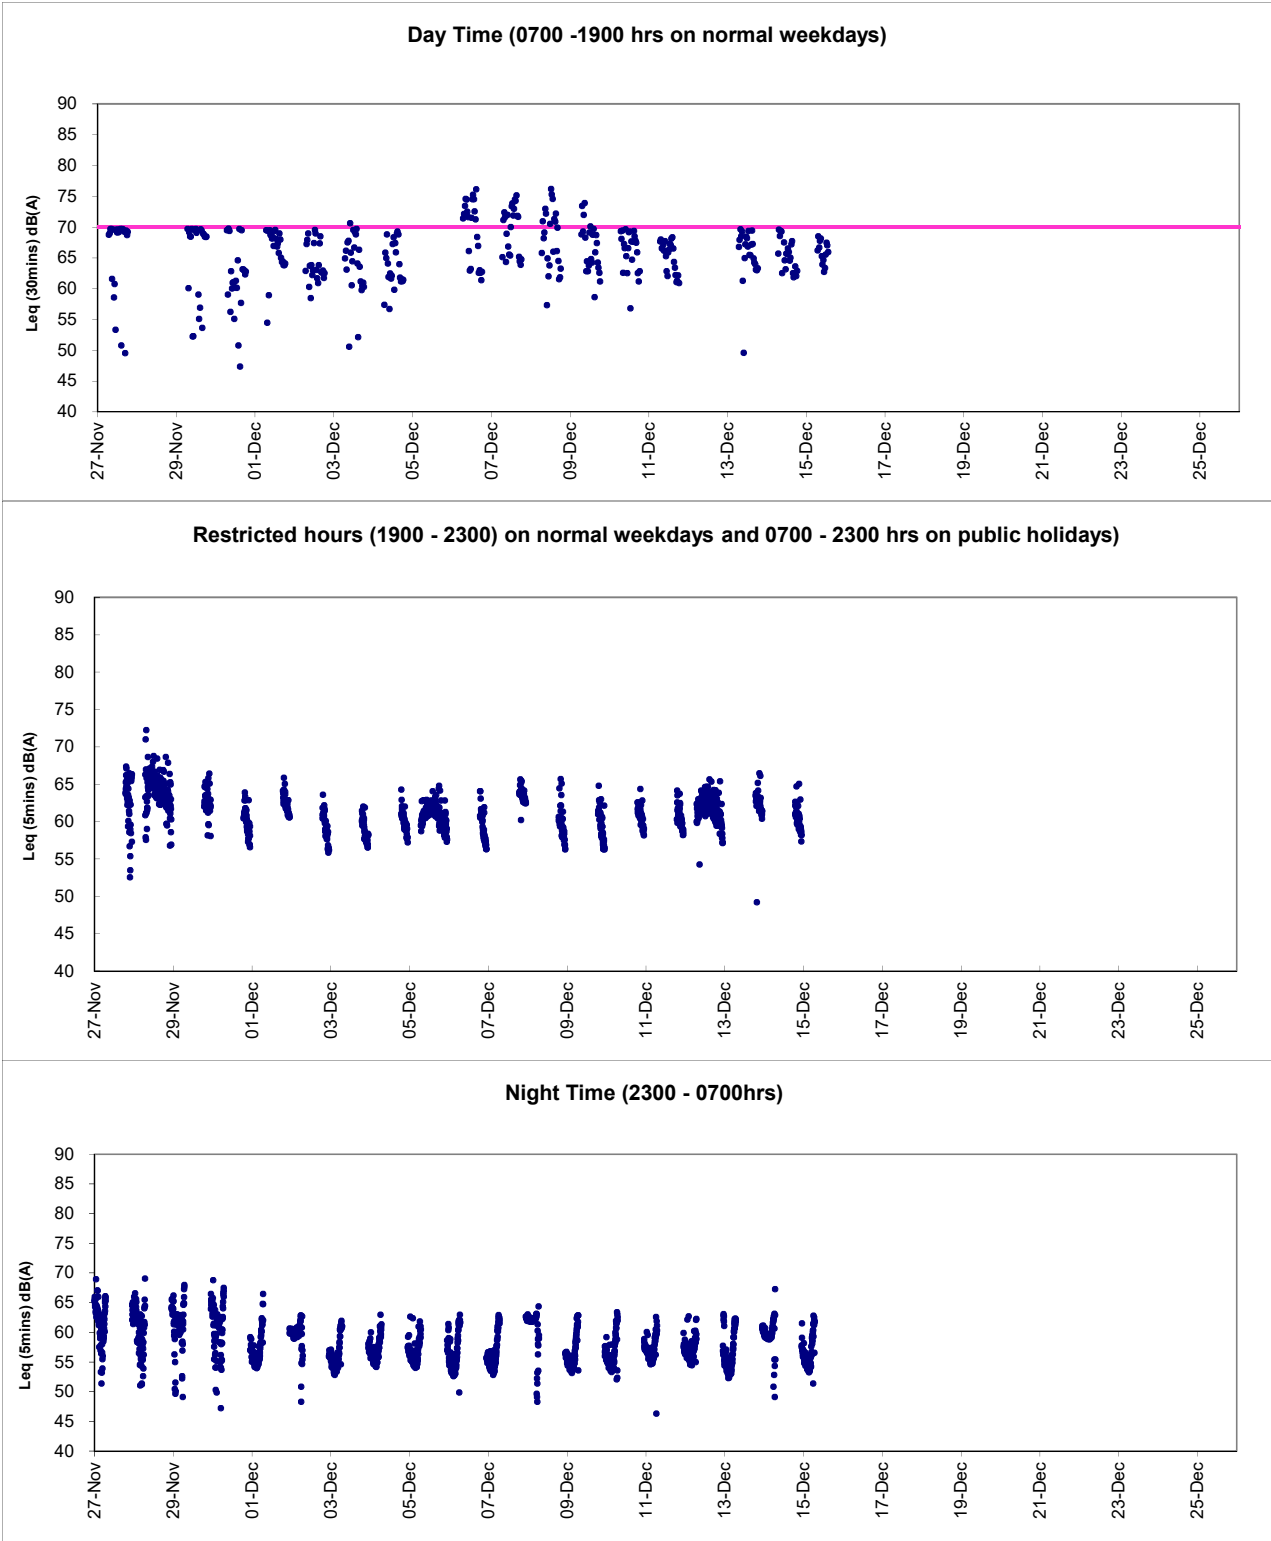 Day Time (0700 -1900 hrs on normal weekdays)
Leq (30mins) dB(A)
90
85
80
75
70
65
60
55
50
45
40
27-Nov
29-Nov
01-Dec
03-Dec
05-Dec
07-Dec
09-Dec
11-Dec
13-Dec
15-Dec
17-Dec
19-Dec
21-Dec
23-Dec
25-Dec
Restricted hours (1900 - 2300) on normal weekdays and 0700 - 2300 hrs on public holidays)
Leq (5mins) dB(A)
90
85
80
75
70
65
60
55
50
45
40
27-Nov
29-Nov
01-Dec
03-Dec
05-Dec
07-Dec
09-Dec
11-Dec
13-Dec
15-Dec
17-Dec
19-Dec
21-Dec
23-Dec
25-Dec
Night Time (2300 - 0700hrs)
Leq (5mins) dB(A)
90
85
80
75
70
65
60
55
50
45
40
27-Nov
29-Nov
01-Dec
03-Dec
05-Dec
07-Dec
09-Dec
11-Dec
13-Dec
15-Dec
17-Dec
19-Dec
21-Dec
23-Dec
25-Dec